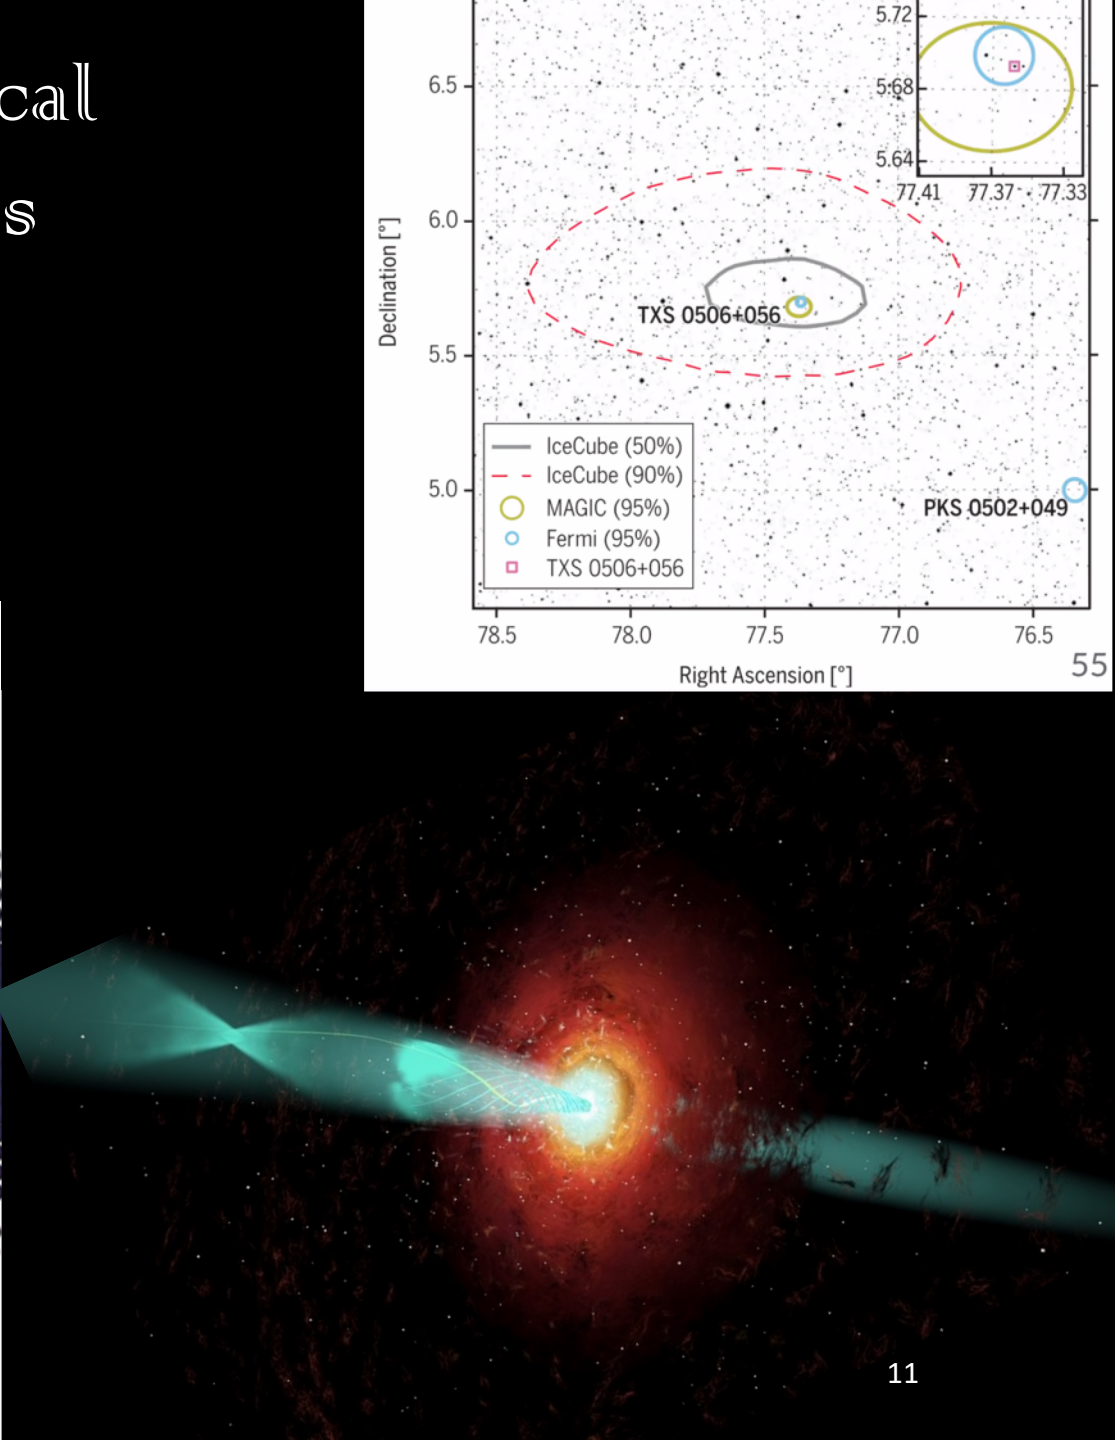 cal
s
5.72
5.68
5.64
77.41 77.37 77.33
6.5
6.0
5.5
5.0
Declination [°]
TXS 0506+056
PKS 0502+049
IceCube (50%)
IceCube (90%)
MAGIC (95%)
Fermi (95%)
TXS 0506+056
78.5 78.0 77.5 77.0 76.5
Right Ascension [°]
55
11